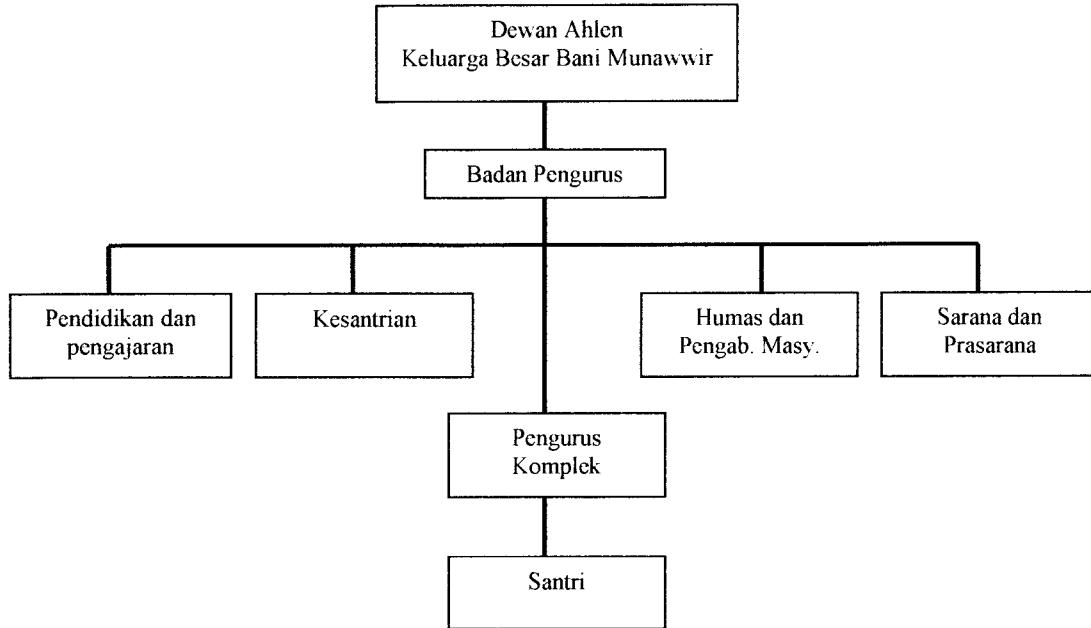 Dewan Ahlen
Keluarga Besar Bani Munawwir
Badan Pengurus
Pendidikan dan
pengajaran
Kesantrian
Humas dan
Pengab. Masy.
Sarana dan
Prasarana
Pengurus
Komplek
Santri